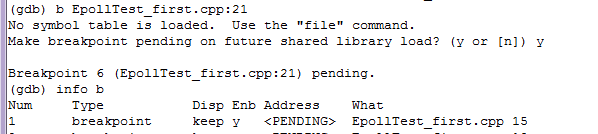 (gdb) b EpollTest_first.cpp:21
No symbol table is loaded.  Use the "file" command.
Make breakpoint pending on future shared library load? (y or [n]) y

Breakpoint 6 (EpollTest_first.cpp:21) pending.
(gdb) info b
Num     Type           Disp Enb Address    What
1       breakpoint     keep y   <PENDING>  EpollTest_first.cpp 15